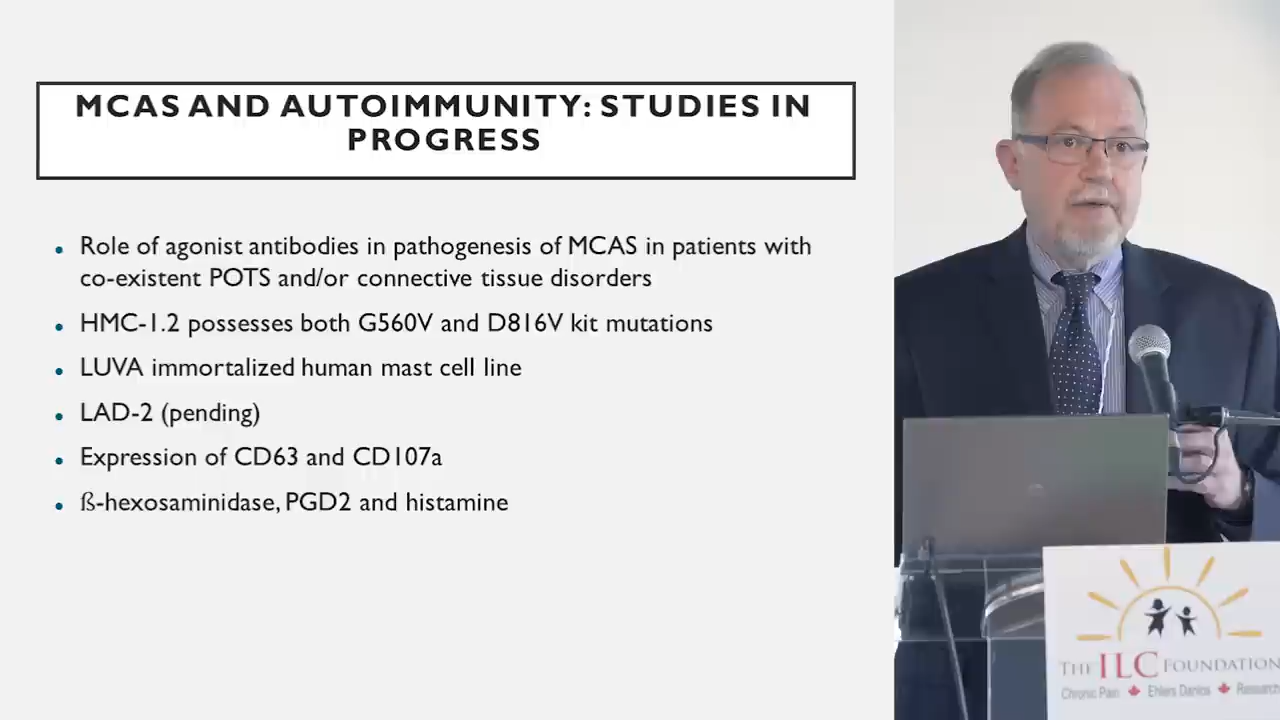 MCAS AND AUTOIMMUNITY: STUDIES IN
PROGRESS
• Role of agonist antibodies in pathogenesis of MCAS in patients with
co-existent POTS and/or connective tissue disorders
• HMC-1.2 possesses both G560V and D816V kit mutations
• LUVA immortalized human mast cell line
• LAD-2 (pending)
• Expression of CD63 and CD107a
• ß-hexosaminidase, PGD2 and histamine
THE ILC FOUNDATION
Chronic Pain Ehlers Danlos Research